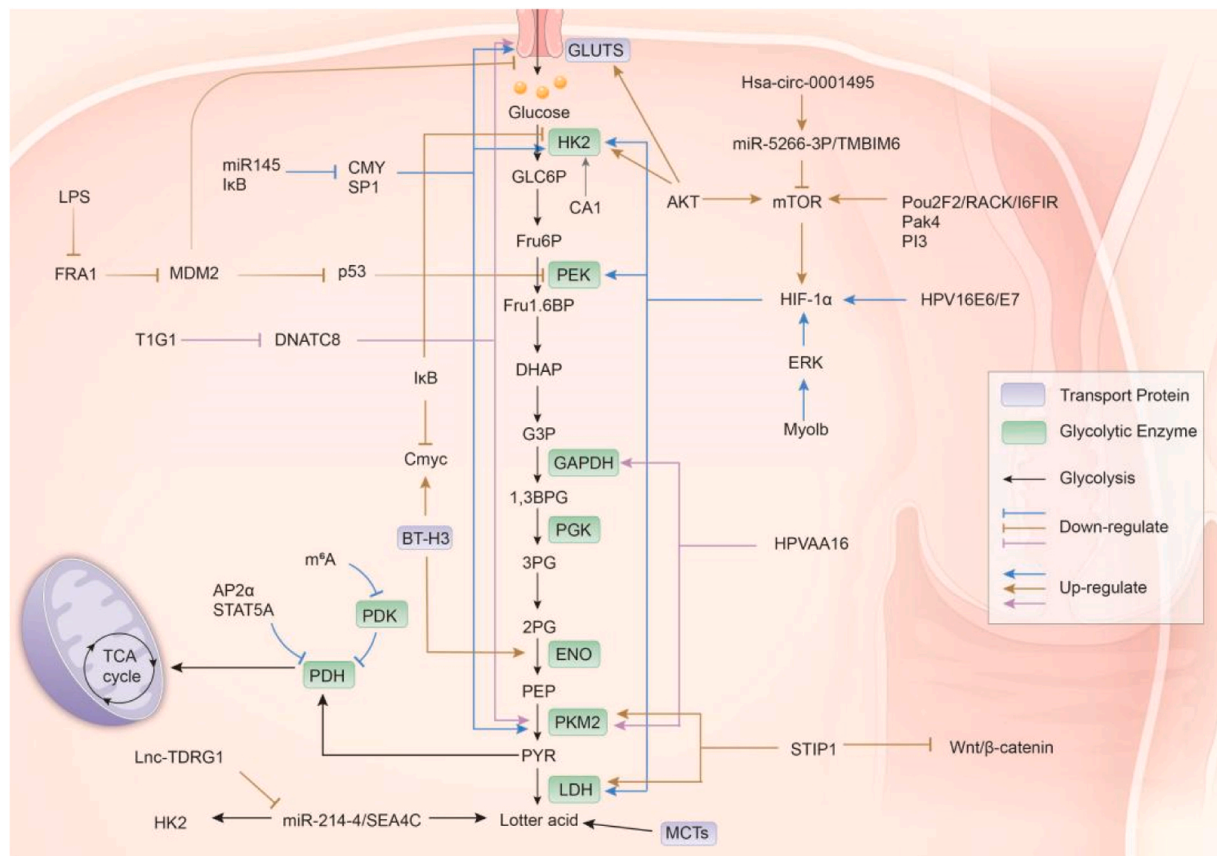 GLUTS
Hsa-circ-0001495
Glucose
HK2
miR-5266-3P/TMBIM6
miR145
IκB
CMY
SP1
GLC6P
LPS
CA1
AKT
mTOR
Pou2F2/RACK/I6FIR
Pak4
PI3
Fru6P
FRA1
MDM2
p53
PEK
Fru1.6BP
HIF-1α
HPV16E6/E7
T1G1
DNATC8
ERK
DHAP
IκB
Myolb
Transport Protein
Glycolytic Enzyme
Glycolysis
Down-regulate
Up-regulate
G3P
Cmyc
GAPDH
1,3BPG
PGK
BT-H3
HPVAA16
m⁶A
3PG
AP2α
STAT5A
PDK
2PG
ENO
TCA
cycle
PDH
PEP
PKM2
Lnc-TDRG1
PYR
STIP1
Wnt/β-catenin
LDH
HK2
miR-214-4/SEA4C
Lotter acid
MCTs